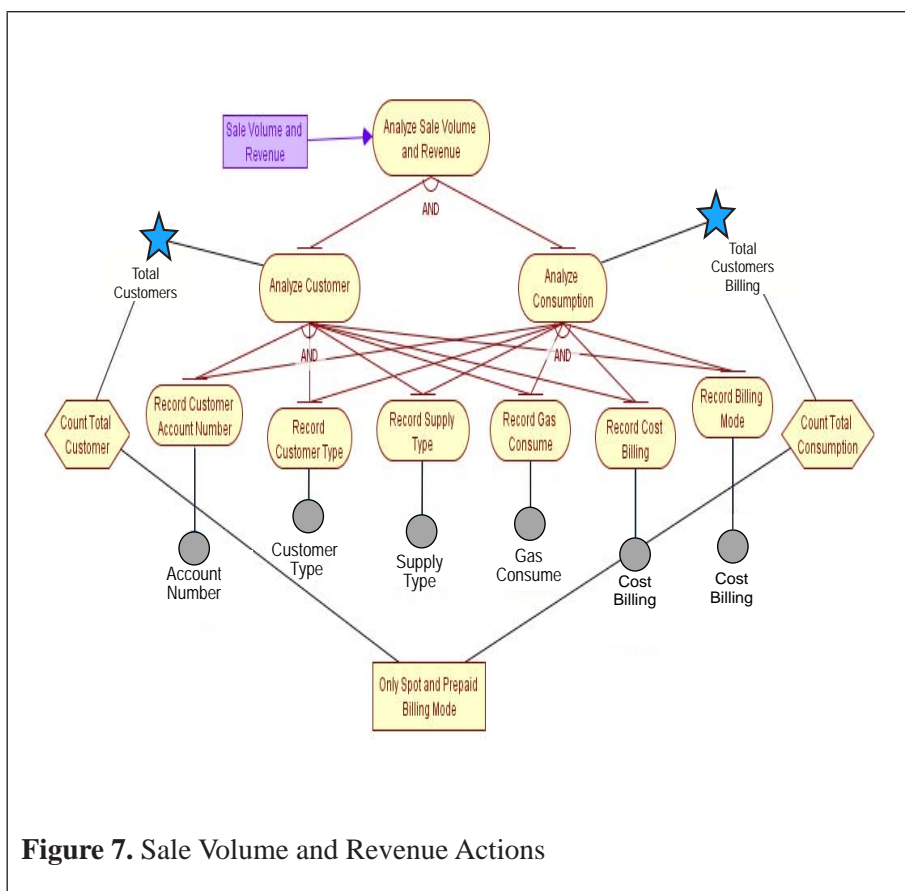 Sale Volume and
Revenue
Analyze Sale Volume
and Revenue
AND
Total
Customers
Analyze Customer
Analyze
Consumption
Total
Customers
Billing
AND
AND
Count Total
Customer
Record Customer
Account Number
Record
Customer Type
Record Supply
Type
Record Gas
Consume
Record Cost
Billing
Record Billing
Mode
Count Total
Consumption
Account
Number
Customer
Type
Supply
Type
Gas
Consume
Cost
Billing
Cost
Billing
Only Spot and Prepaid
Billing Mode
Figure 7. Sale Volume and Revenue Actions